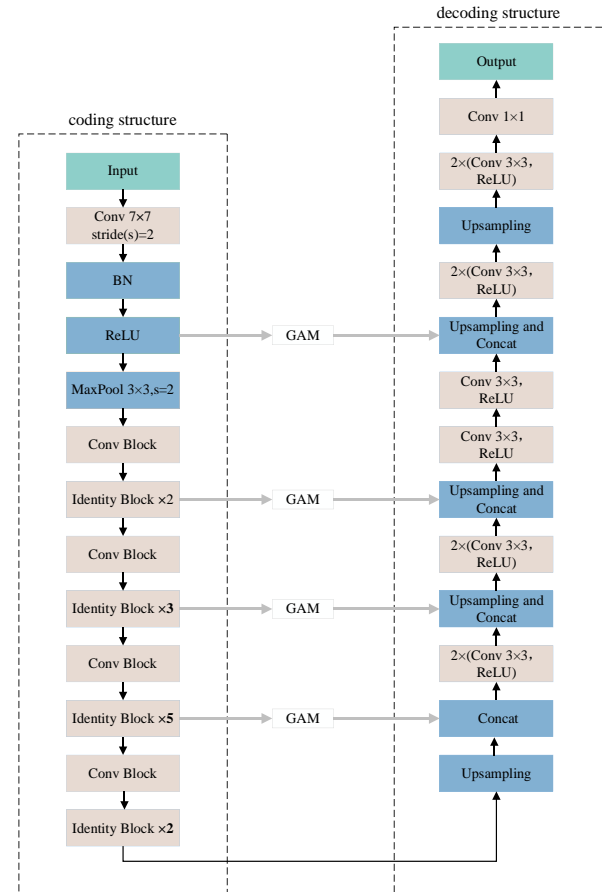 decoding structure
Output
Conv 1×1
2×(Conv 3×3,
ReLU)
Upsampling
2×(Conv 3×3,
ReLU)
Upsampling and
Concat
Conv 3×3,
ReLU
Conv 3×3,
ReLU
Upsampling and
Concat
2×(Conv 3×3,
ReLU)
Upsampling and
Concat
2×(Conv 3×3,
ReLU)
Concat
Upsampling
coding structure
Input
Conv 7×7
stride(s)=2
BN
ReLU
MaxPool 3×3,s=2
Conv Block
Identity Block ×2
Conv Block
Identity Block ×3
Conv Block
Identity Block ×5
Conv Block
Identity Block ×2
GAM
GAM
GAM
GAM